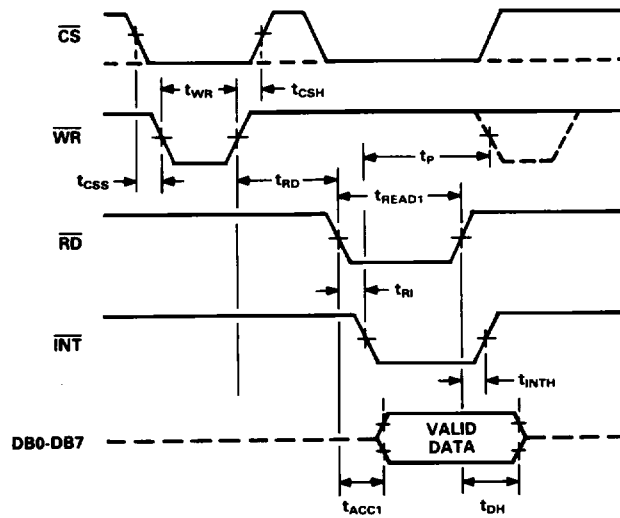 CS
tWR
tCSH
WR
tP
tCSS
tRD
tREAD1
RD
tRI
INT
tINTH
DB0-DB7
VALID
DATA
tACC1
tDH